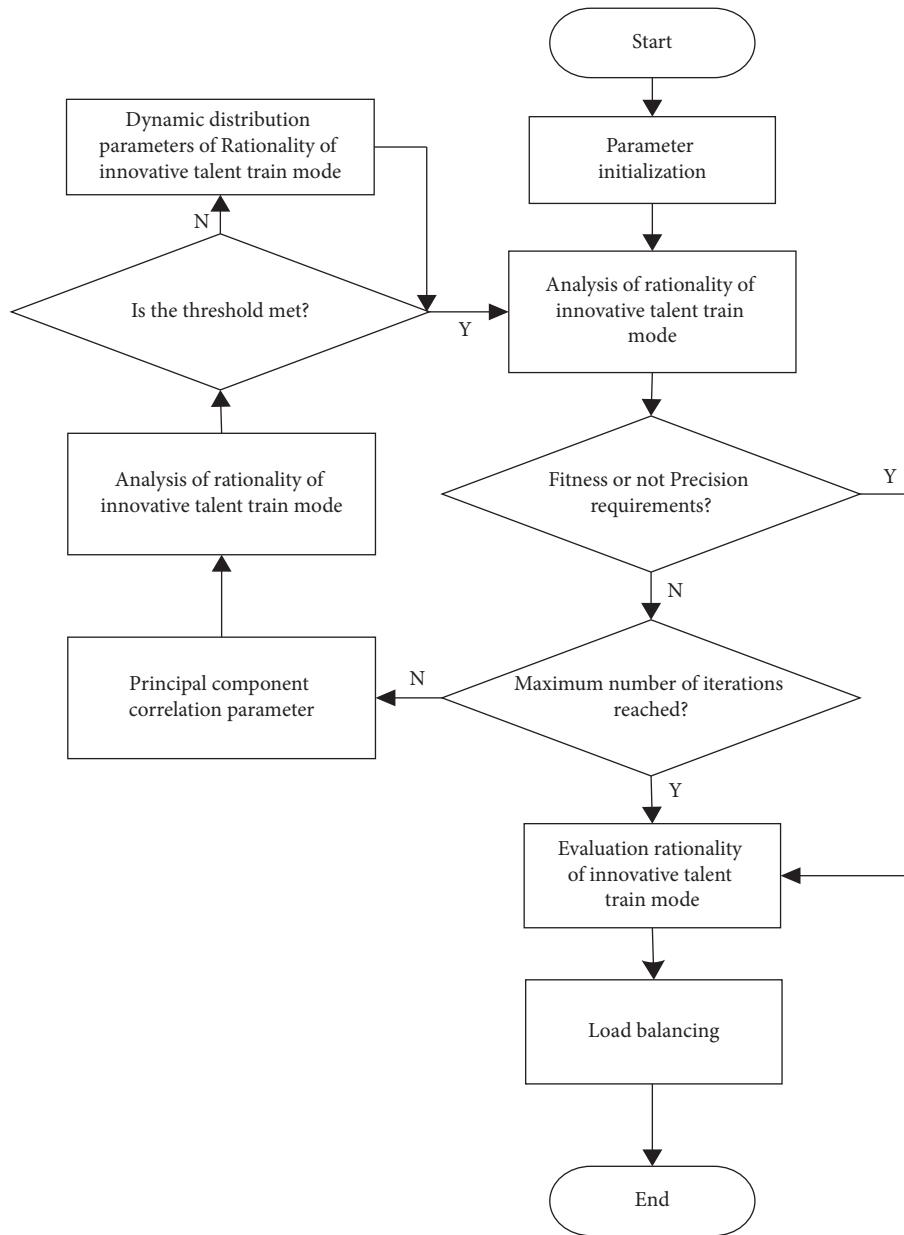 Start
Parameter
initialization
Dynamic distribution
parameters of Rationality of
innovative talent train mode
N
Is the threshold met?
Y
Analysis of rationality of
innovative talent train
mode
Analysis of rationality of
innovative talent train mode
Fitness or not Precision
requirements?
Y
N
Principal component
correlation parameter
N
Maximum number of iterations
reached?
Y
Evaluation rationality
of innovative talent
train mode
Load balancing
End